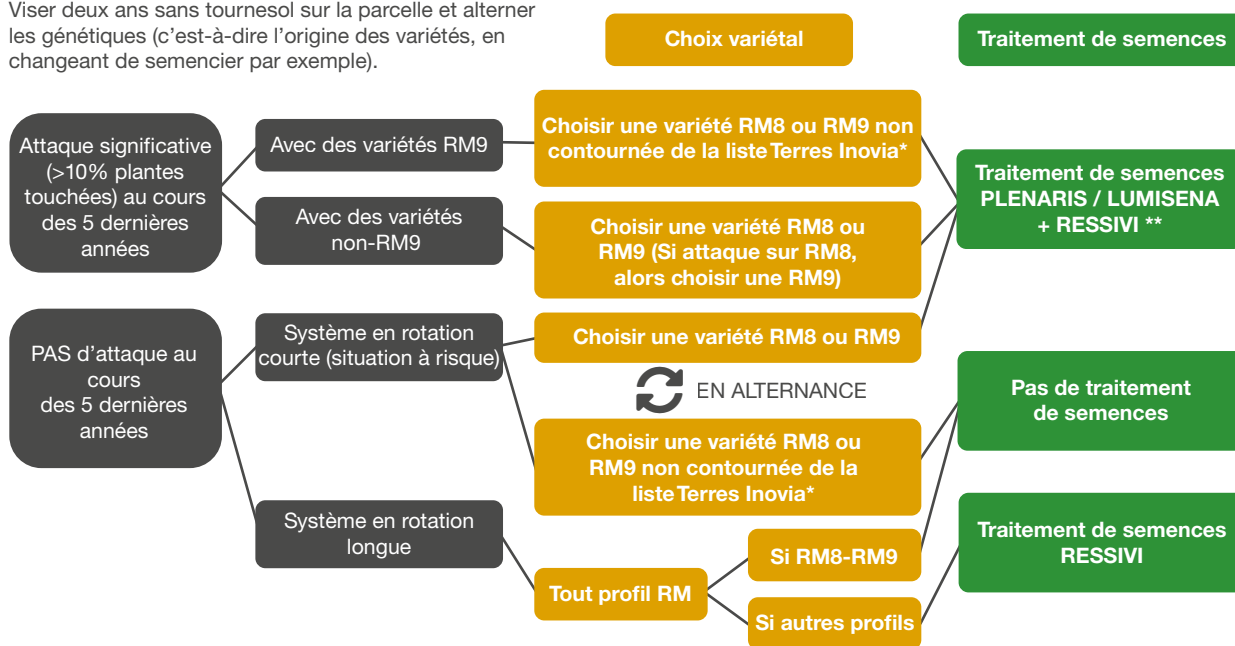 Viser deux ans sans tournesol sur la parcelle et alterner
les génétiques (c’est-à-dire l’origine des variétés, en
changeant de semencier par exemple).
Choix variétal
Traitement de semences
Attaque significative
(>10% plantes
touchées) au cours
des 5 dernières
années
Avec des variétés RM9
Choisir une variété RM8 ou RM9 non
contournée de la liste Terres Inovia*
Avec des variétés
non-RM9
Choisir une variété RM8 ou
RM9 (Si attaque sur RM8,
alors choisir une RM9)
Traitement de semences
PLENARIS / LUMISENA
+ RESSIVI **
PAS d’attaque au
cours
des 5 dernières
années
Système en rotation
courte (situation à risque)
Choisir une variété RM8 ou RM9
EN ALTERNANCE
Choisir une variété RM8 ou
RM9 non contournée de la
liste Terres Inovia*
Pas de traitement
de semences
Système en rotation
longue
Tout profil RM
Si RM8-RM9
Si autres profils
Traitement de semences
RESSIVI